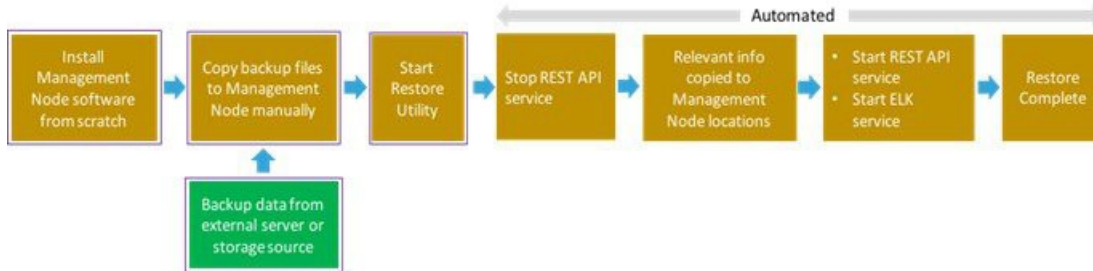 Automated
Install
Management
Node software
from scratch
Copy backup files
to Management
Node manually
Start
Restore
Utility
Stop REST API
service
Relevant info
copied to
Management
Node locations
• Start REST API
service
• Start ELK
service
Restore
Complete
Backup data from
external server or
storage source